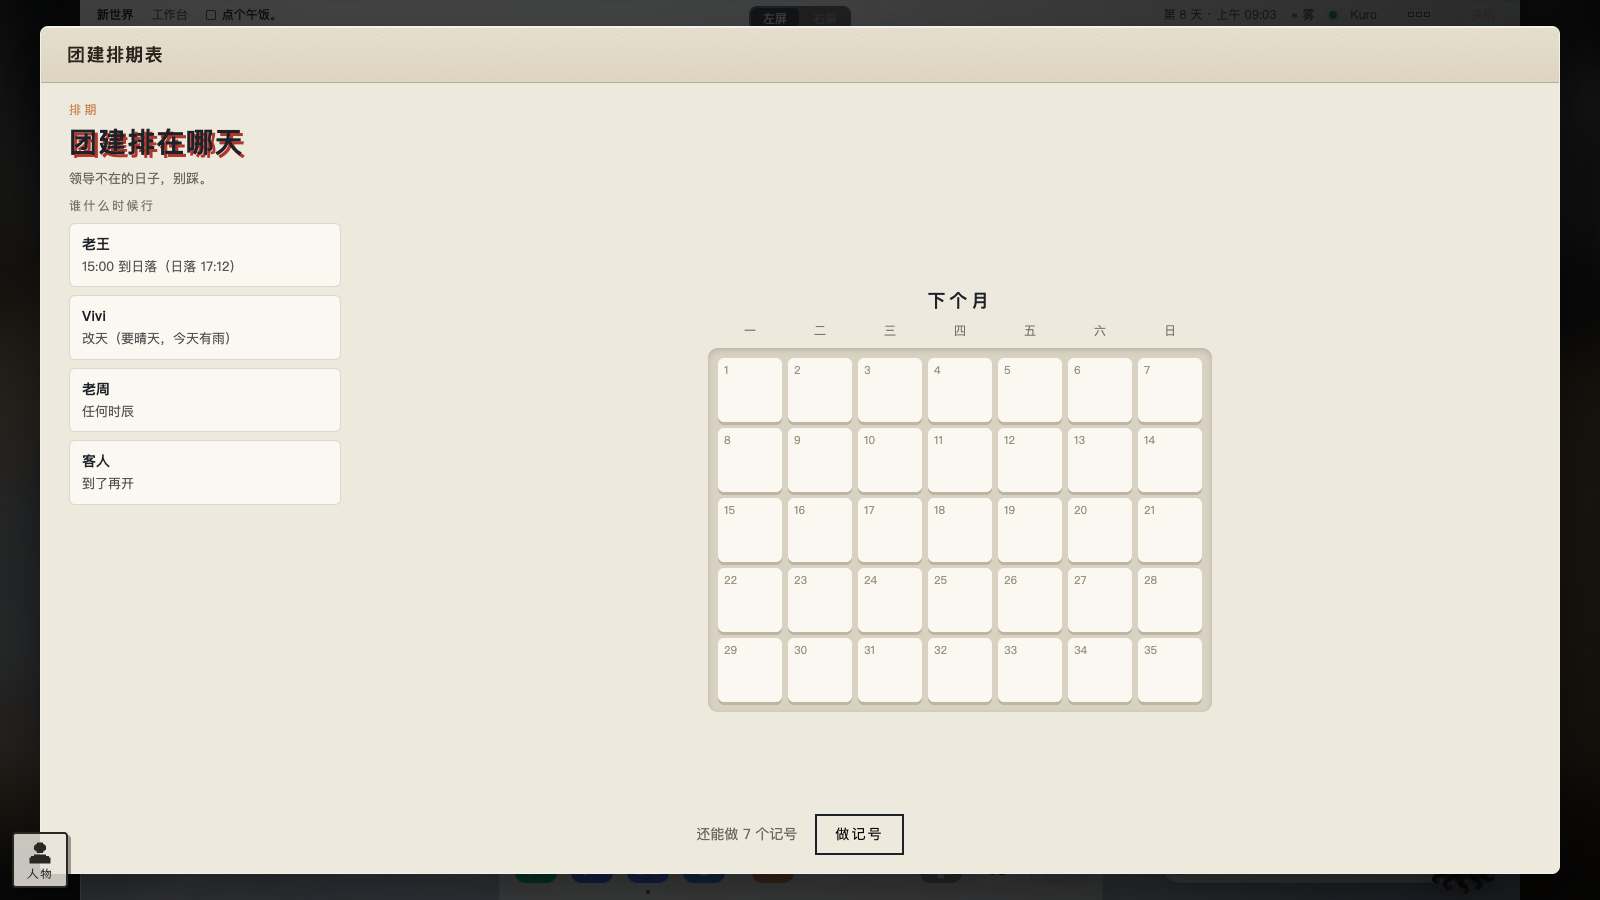 新世界 工作台 点个午饭。
左屏 右屏
第 8 天 · 上午 09:03 雾 Kuro
团建排期表
排期
团建排在哪天
领导不在的日子，别踩。
谁什么时候行
老王
15:00 到日落（日落 17:12）
Vivi
改天（要晴天，今天有雨）
老周
任何时辰
客人
到了再开
下个月
一 二 三 四 五 六 日
1 2 3 4 5 6 7
8 9 10 11 12 13 14
15 16 17 18 19 20 21
22 23 24 25 26 27 28
29 30 31 32 33 34 35
还能做 7 个记号 做记号
人物